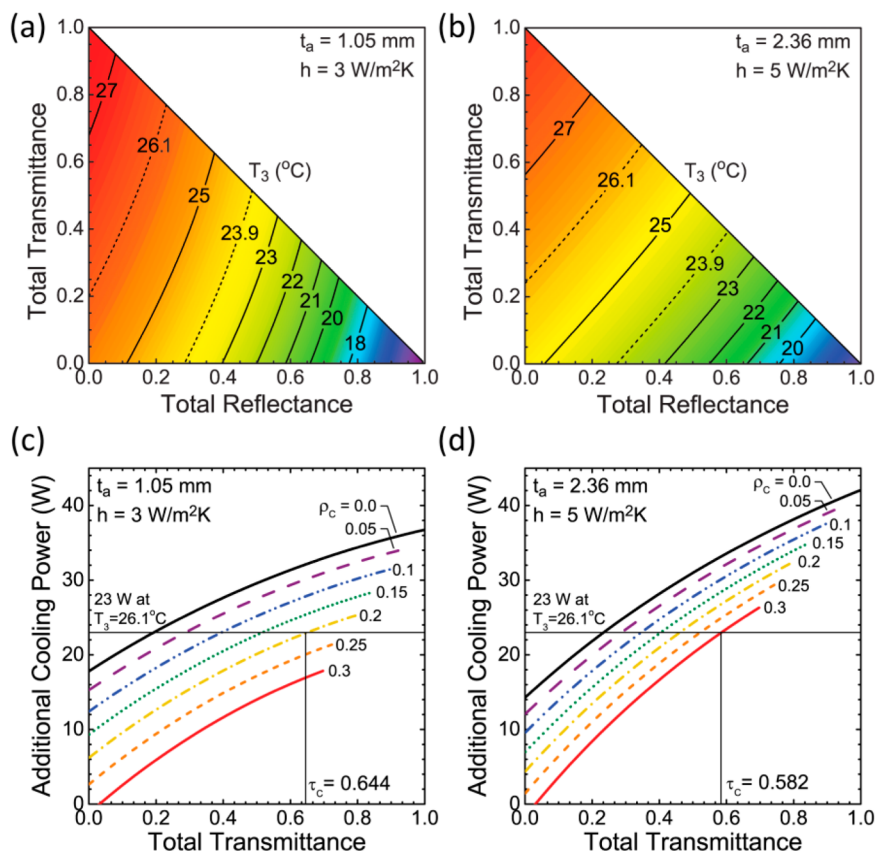 (a)
t_a = 1.05 mm
h = 3 W/m²K
Total Transmittance
1.0
0.8
0.6
0.4
0.2
0.0
27
26.1
25
23.9
23
22
21
20
18
T₃ (°C)
0.0 0.2 0.4 0.6 0.8 1.0
Total Reflectance
(b)
t_a = 2.36 mm
h = 5 W/m²K
Total Transmittance
1.0
0.8
0.6
0.4
0.2
0.0
27
26.1
25
23.9
23
22
21
20
T₃ (°C)
0.0 0.2 0.4 0.6 0.8 1.0
Total Reflectance
(c)
t_a = 1.05 mm
h = 3 W/m²K
Additional Cooling Power (W)
40
30
20
10
0
ρ_C = 0.0
0.05
0.1
0.15
0.2
0.25
0.3
23 W at
T₃=26.1°C
τ_C = 0.644
0.0 0.2 0.4 0.6 0.8 1.0
Total Transmittance
(d)
t_a = 2.36 mm
h = 5 W/m²K
Additional Cooling Power (W)
40
30
20
10
0
ρ_C = 0.0
0.05
0.1
0.15
0.2
0.25
0.3
23 W at
T₃=26.1°C
τ_C = 0.582
0.0 0.2 0.4 0.6 0.8 1.0
Total Transmittance